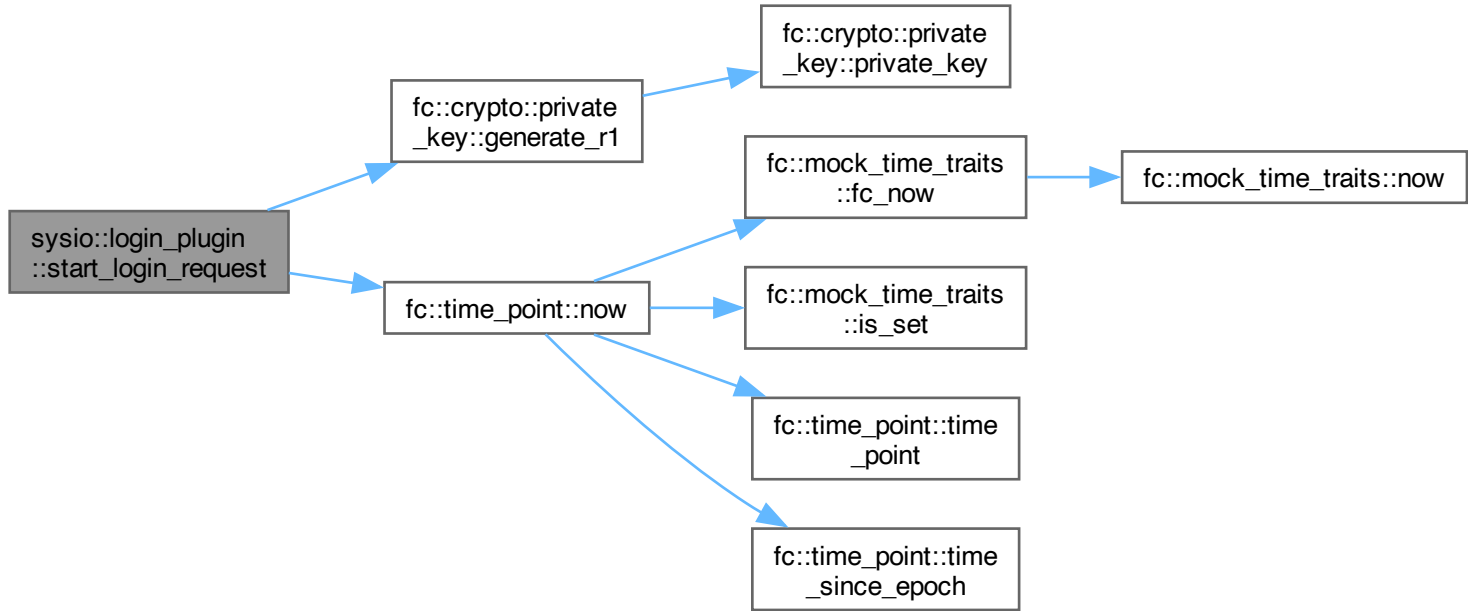 sysio::login_plugin
::start_login_request
fc::crypto::private
_key::generate_r1
fc::crypto::private
_key::private_key
fc::time_point::now
fc::mock_time_traits
::fc_now
fc::mock_time_traits::now
fc::mock_time_traits
::is_set
fc::time_point::time
_point
fc::time_point::time
_since_epoch